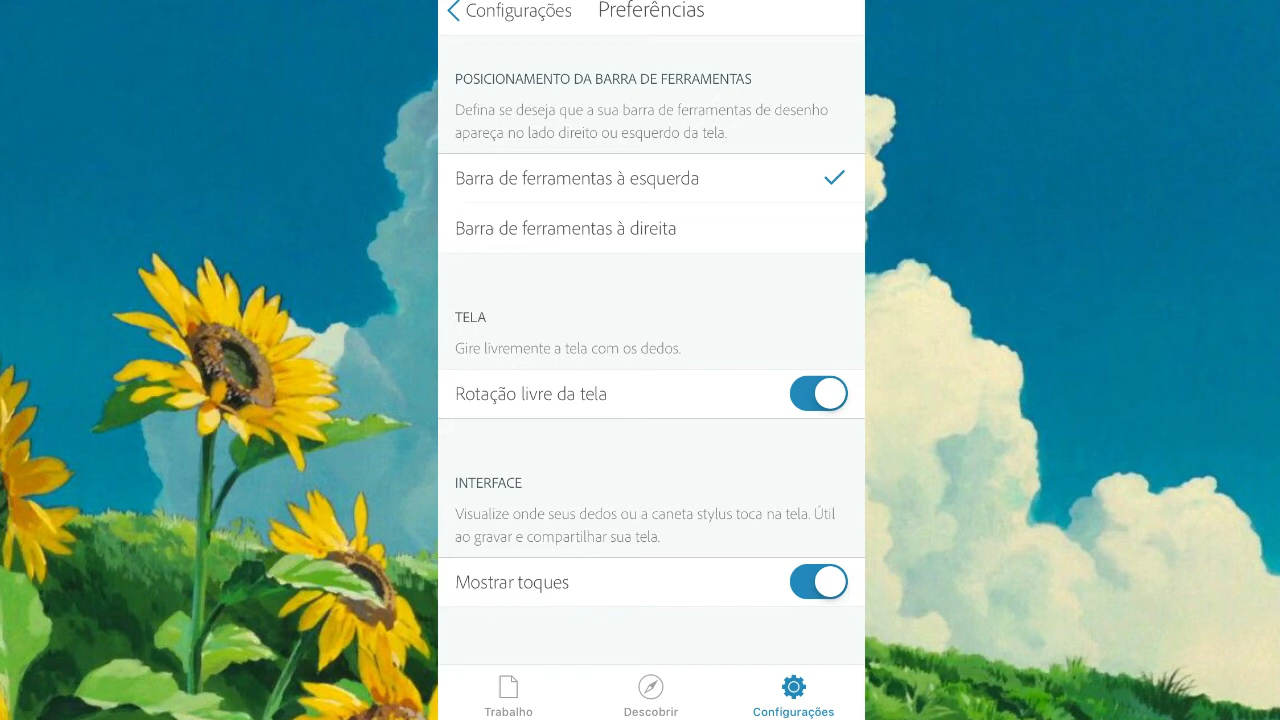 Configurações Preferências
POSICIONAMENTO DA BARRA DE FERRAMENTAS
Defina se deseja que a sua barra de ferramentas de desenho
apareça no lado direito ou esquerdo da tela.
Barra de ferramentas à esquerda
Barra de ferramentas à direita
TELA
Gire livremente a tela com os dedos.
Rotação livre da tela
INTERFACE
Visualize onde seus dedos ou a caneta stylus toca na tela. Útil
ao gravar e compartilhar sua tela.
Mostrar toques
Trabalho Descobrir Configurações